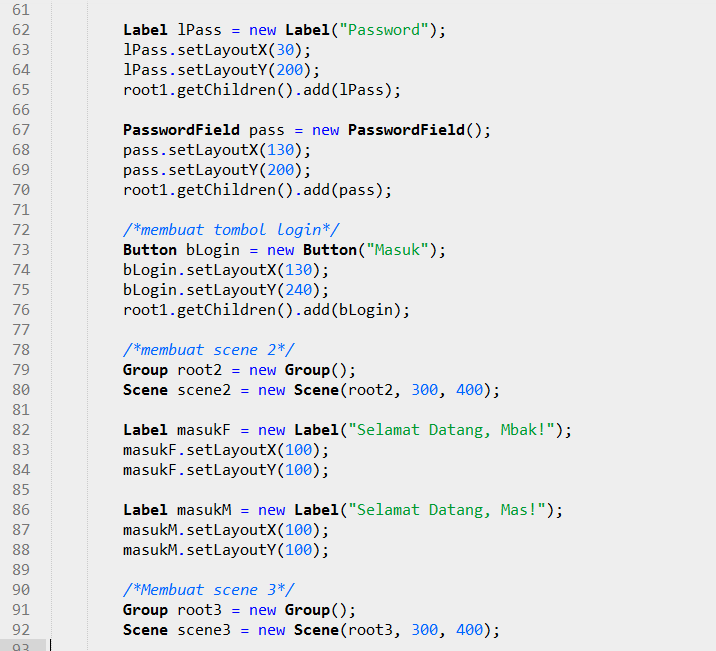 61
62 Label lPass = new Label("Password");
63 lPass.setLayoutX(30);
64 lPass.setLayoutY(200);
65 root1.getChildren().add(lPass);
66
67 PasswordField pass = new PasswordField();
68 pass.setLayoutX(130);
69 pass.setLayoutY(200);
70 root1.getChildren().add(pass);
71
72 /*membuat tombol login*/
73 Button bLogin = new Button("Masuk");
74 bLogin.setLayoutX(130);
75 bLogin.setLayoutY(240);
76 root1.getChildren().add(bLogin);
77
78 /*membuat scene 2*/
79 Group root2 = new Group();
80 Scene scene2 = new Scene(root2, 300, 400);
81
82 Label masukF = new Label("Selamat Datang, Mbak!");
83 masukF.setLayoutX(100);
84 masukF.setLayoutY(100);
85
86 Label masukM = new Label("Selamat Datang, Mas!");
87 masukM.setLayoutX(100);
88 masukM.setLayoutY(100);
89
90 /*Membuat scene 3*/
91 Group root3 = new Group();
92 Scene scene3 = new Scene(root3, 300, 400);
93